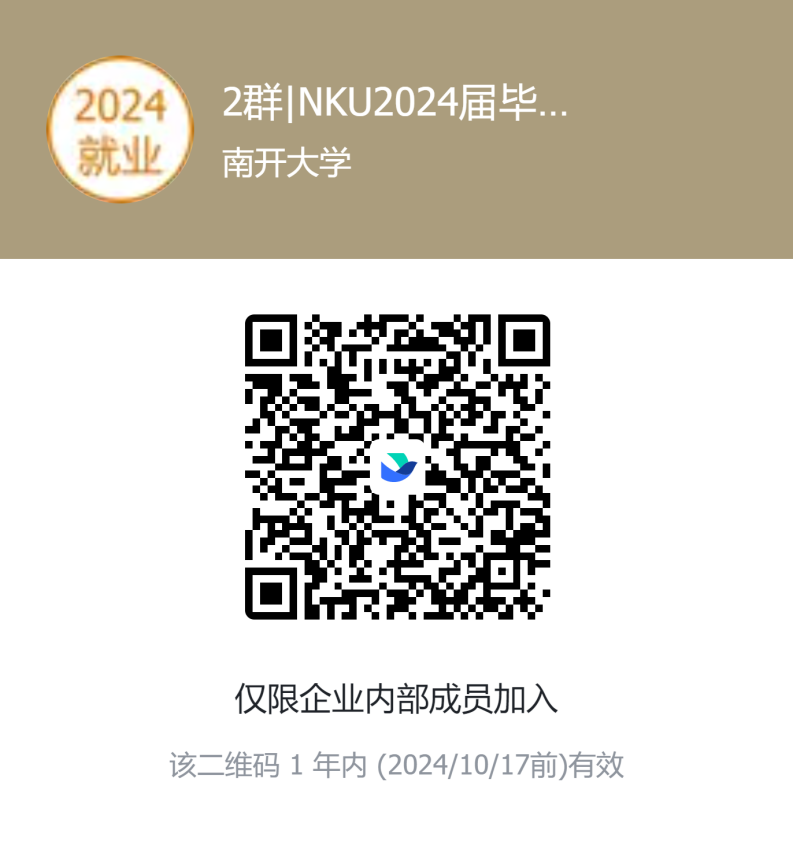 2024
就业
2群|NKU2024届毕...
南开大学
仅限企业内部成员加入
该二维码 1 年内 (2024/10/17前)有效